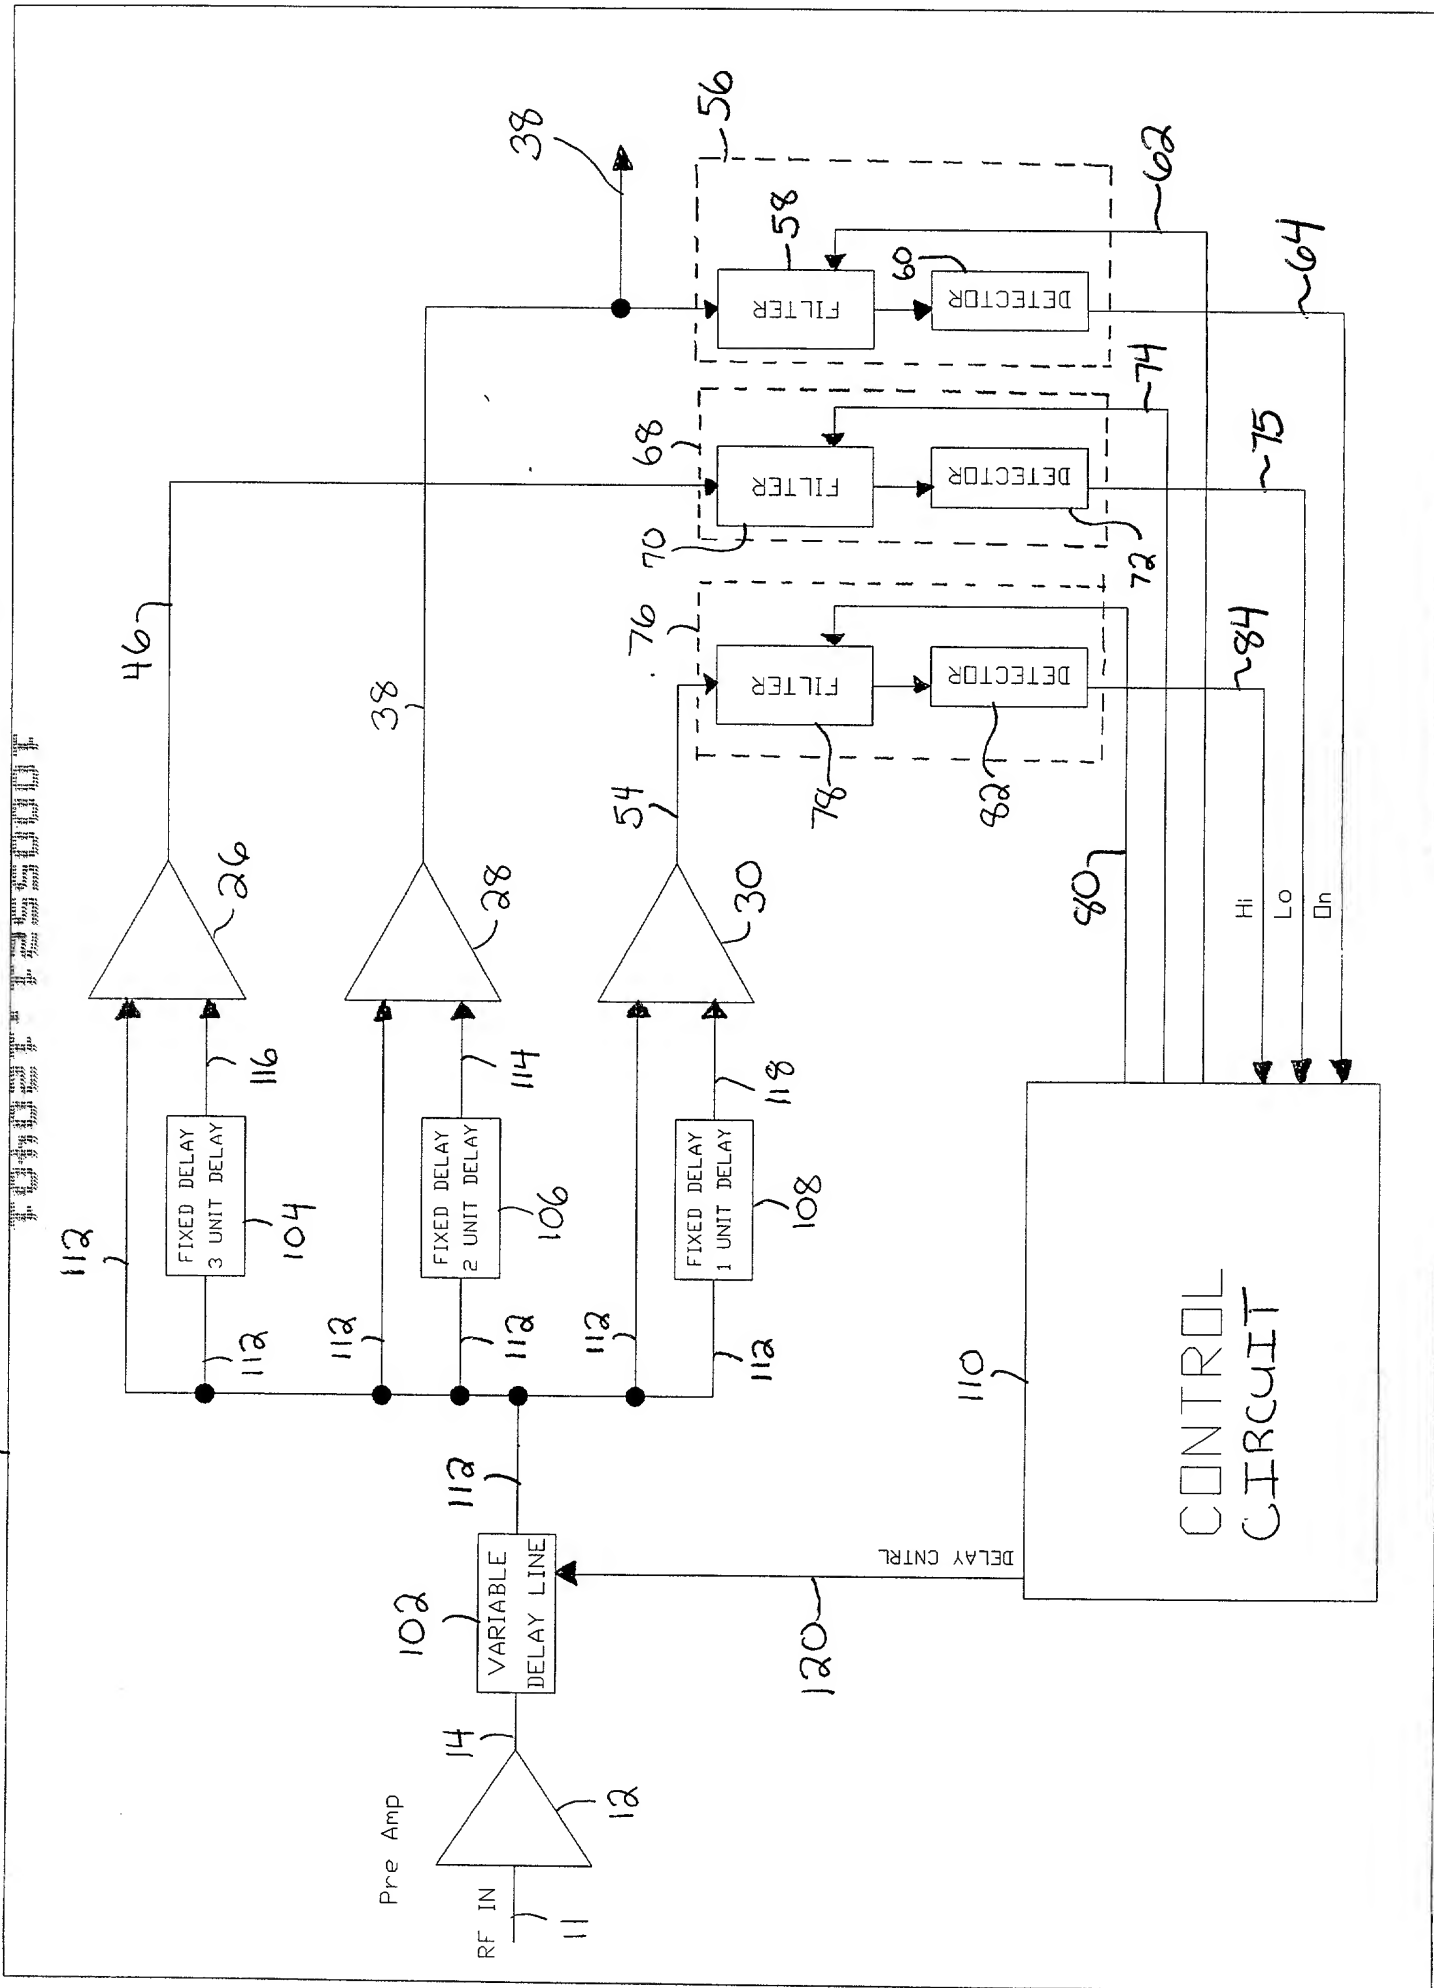 Pre Amp
RF IN
11
12
14
102
VARIABLE
DELAY LINE
112
112
112
112
112
112
112
FIXED DELAY
3 UNIT DELAY
104
116
26
46
FIXED DELAY
2 UNIT DELAY
106
114
28
38
38
FIXED DELAY
1 UNIT DELAY
108
118
30
54
76
FILTER
78
DETECTOR
82
68
FILTER
70
DETECTOR
72
56
FILTER
58
DETECTOR
60
62
64
74
75
84
80
Hi
Lo
On
120
DELAY CNTRL
110
CONTROL
CIRCUIT